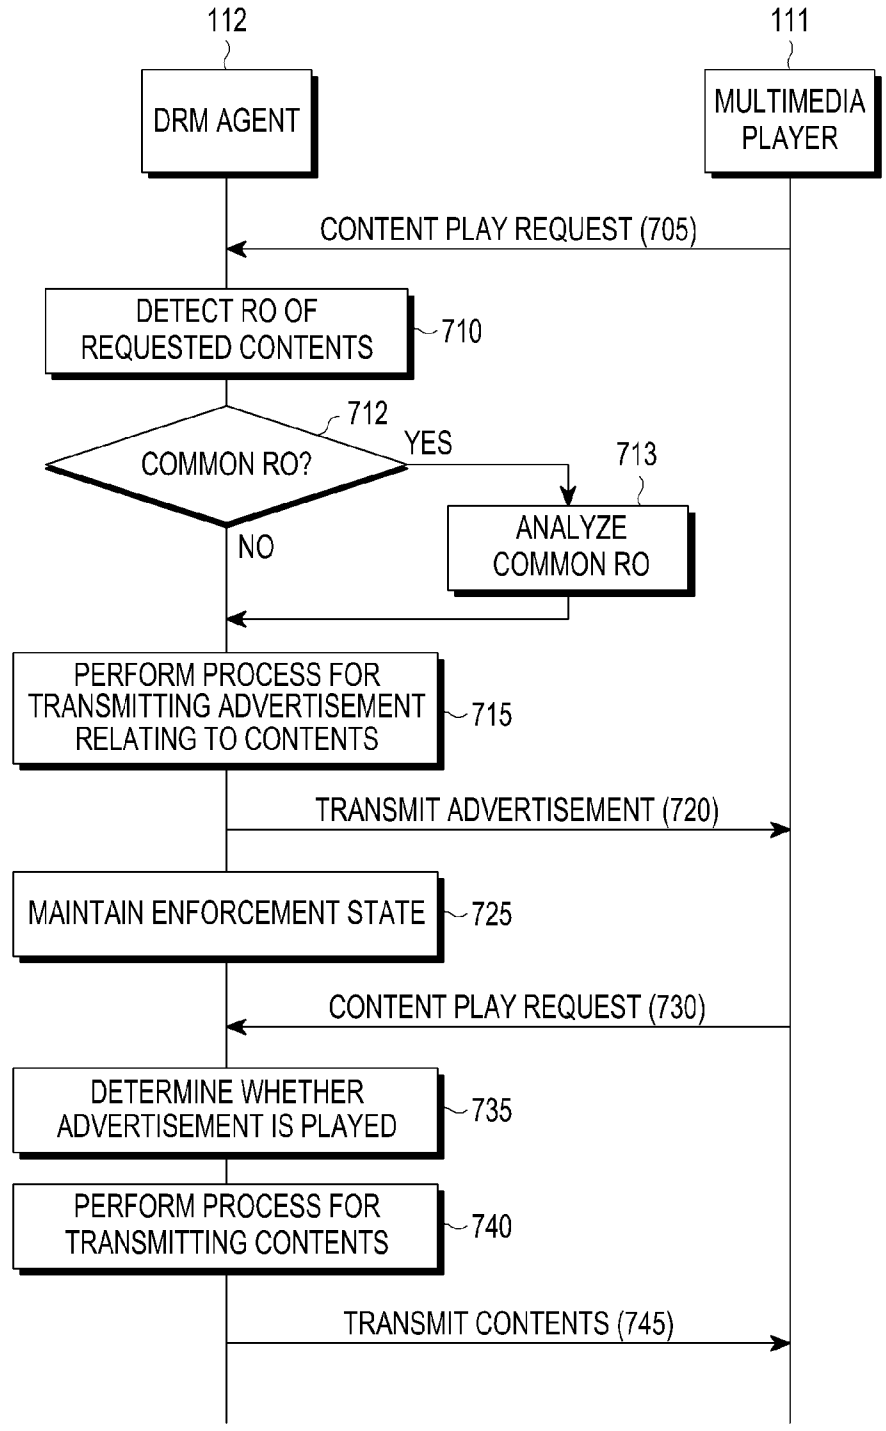 112
111
DRM AGENT
MULTIMEDIA
PLAYER
CONTENT PLAY REQUEST (705)
DETECT RO OF
REQUESTED CONTENTS
710
712
COMMON RO?
YES
713
ANALYZE
COMMON RO
NO
PERFORM PROCESS FOR
TRANSMITTING ADVERTISEMENT
RELATING TO CONTENTS
715
TRANSMIT ADVERTISEMENT (720)
MAINTAIN ENFORCEMENT STATE
725
CONTENT PLAY REQUEST (730)
DETERMINE WHETHER
ADVERTISEMENT IS PLAYED
735
PERFORM PROCESS FOR
TRANSMITTING CONTENTS
740
TRANSMIT CONTENTS (745)